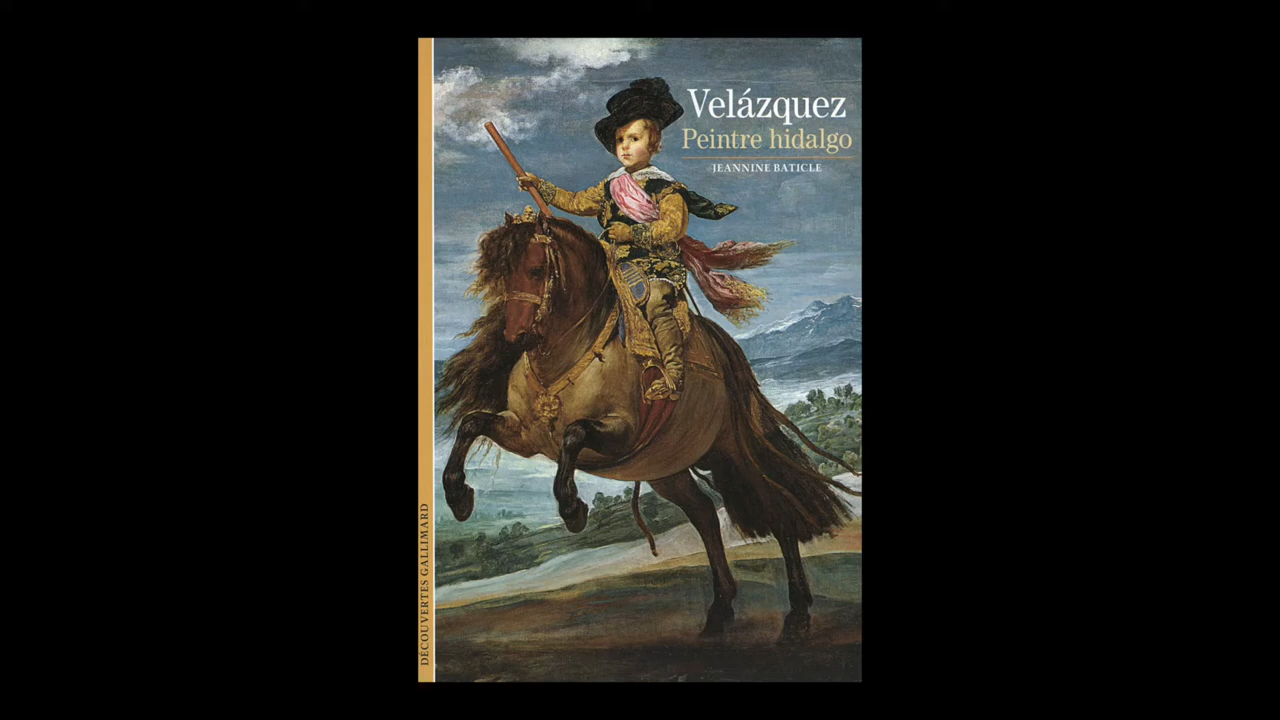 Velázquez
Peintre hidalgo
JEANNINE BATICLE
DÉCOUVERTES GALLIMARD